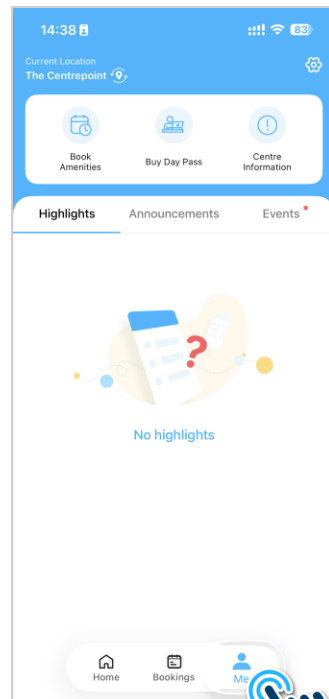 14:38
83
Current Location
The Centrepoint
Book
Amenities
Buy Day Pass
Centre
Information
Highlights
Announcements
Events
No highlights
Home
Bookings
Me